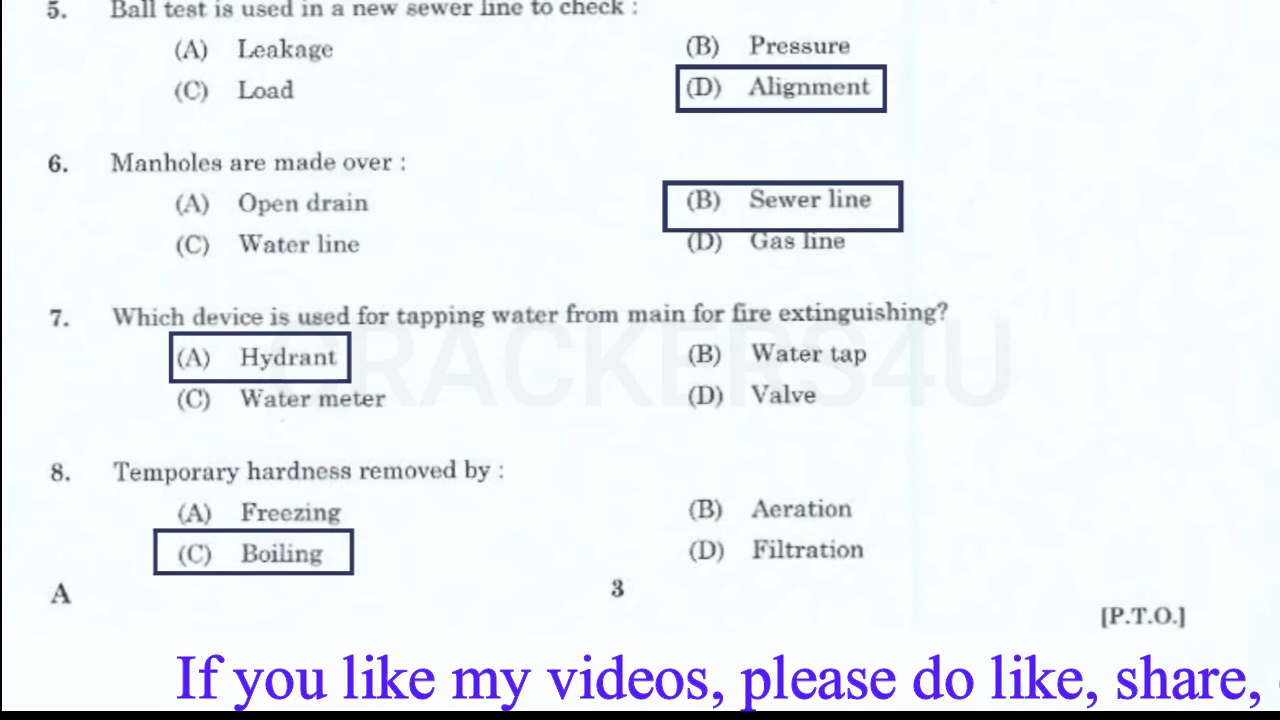 5. Ball test is used in a new sewer line to check :
(A) Leakage (B) Pressure
(C) Load (D) Alignment
6. Manholes are made over :
(A) Open drain (B) Sewer line
(C) Water line (D) Gas line
7. Which device is used for tapping water from main for fire extinguishing?
(A) Hydrant (B) Water tap
(C) Water meter (D) Valve
CRACKERS4U
8. Temporary hardness removed by :
(A) Freezing (B) Aeration
(C) Boiling (D) Filtration
A 3
[P.T.O.]
If you like my videos, please do like, share,